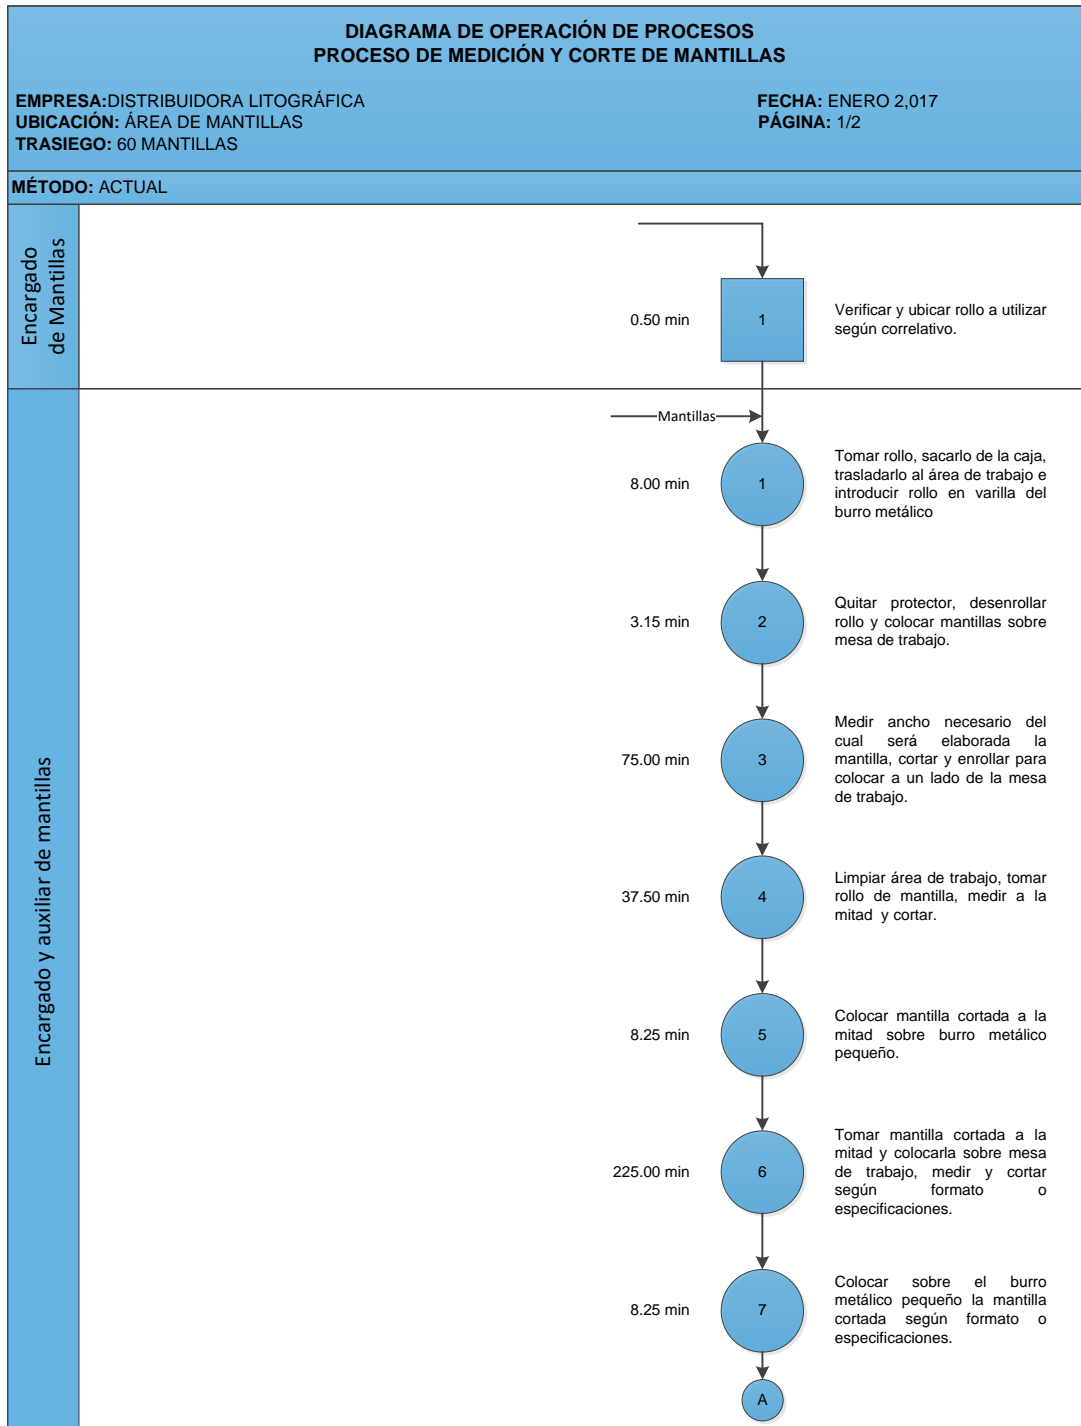 DIAGRAMA DE OPERACIÓN DE PROCESOS
PROCESO DE MEDICIÓN Y CORTE DE MANTILLAS
EMPRESA:DISTRIBUIDORA LITOGRÁFICA
FECHA: ENERO 2,017
UBICACIÓN: ÁREA DE MANTILLAS
PÁGINA: 1/2
TRASIEGO: 60 MANTILLAS
MÉTODO: ACTUAL
Encargado
de Mantillas
0.50 min
1
Verificar y ubicar rollo a utilizar
según correlativo.
Encargado y auxiliar de mantillas
Mantillas
8.00 min
1
Tomar rollo, sacarlo de la caja,
trasladarlo al área de trabajo e
introducir rollo en varilla del
burro metálico
3.15 min
2
Quitar protector, desenrollar
rollo y colocar mantillas sobre
mesa de trabajo.
75.00 min
3
Medir ancho necesario del
cual será elaborada la
mantilla, cortar y enrollar para
colocar a un lado de la mesa
de trabajo.
37.50 min
4
Limpiar área de trabajo, tomar
rollo de mantilla, medir a la
mitad y cortar.
8.25 min
5
Colocar mantilla cortada a la
mitad sobre burro metálico
pequeño.
225.00 min
6
Tomar mantilla cortada a la
mitad y colocarla sobre mesa
de trabajo, medir y cortar
según formato o
especificaciones.
8.25 min
7
Colocar sobre el burro
metálico pequeño la mantilla
cortada según formato o
especificaciones.
A